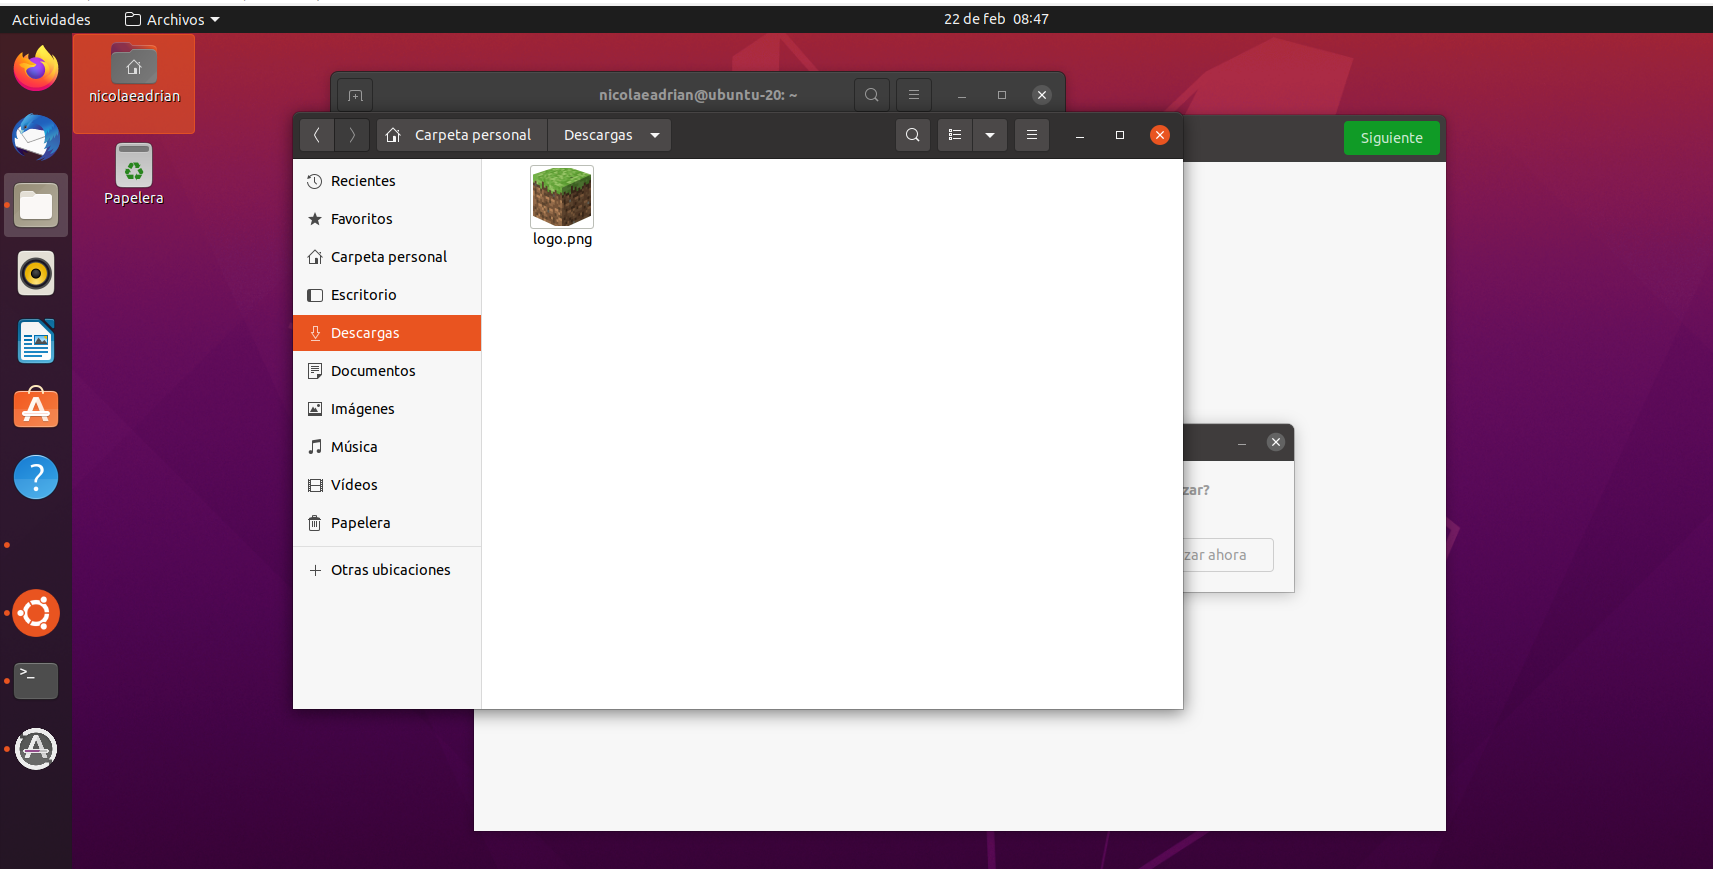 Actividades
Archivos
22 de feb 08:47
nicolaeadrian
Papelera
nicolaeadrian@ubuntu-20: ~
Carpeta personal
Descargas
Siguiente
Recientes
Favoritos
Carpeta personal
Escritorio
Descargas
Documentos
Imágenes
Música
Vídeos
Papelera
Otras ubicaciones
logo.png
zar?
zar ahora